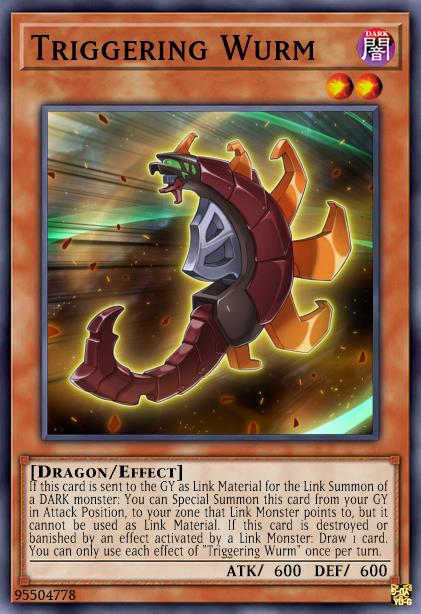 Triggering Wurm
DARK
闇
[Dragon/Effect]
If this card is sent to the GY as Link Material for the Link Summon of
a DARK monster: You can Special Summon this card from your GY
in Attack Position, to your zone that Link Monster points to, but it
cannot be used as Link Material. If this card is destroyed or
banished by an effect activated by a Link Monster: Draw 1 card.
You can only use each effect of "Triggering Wurm" once per turn.
ATK/ 600 DEF/ 600
95504778